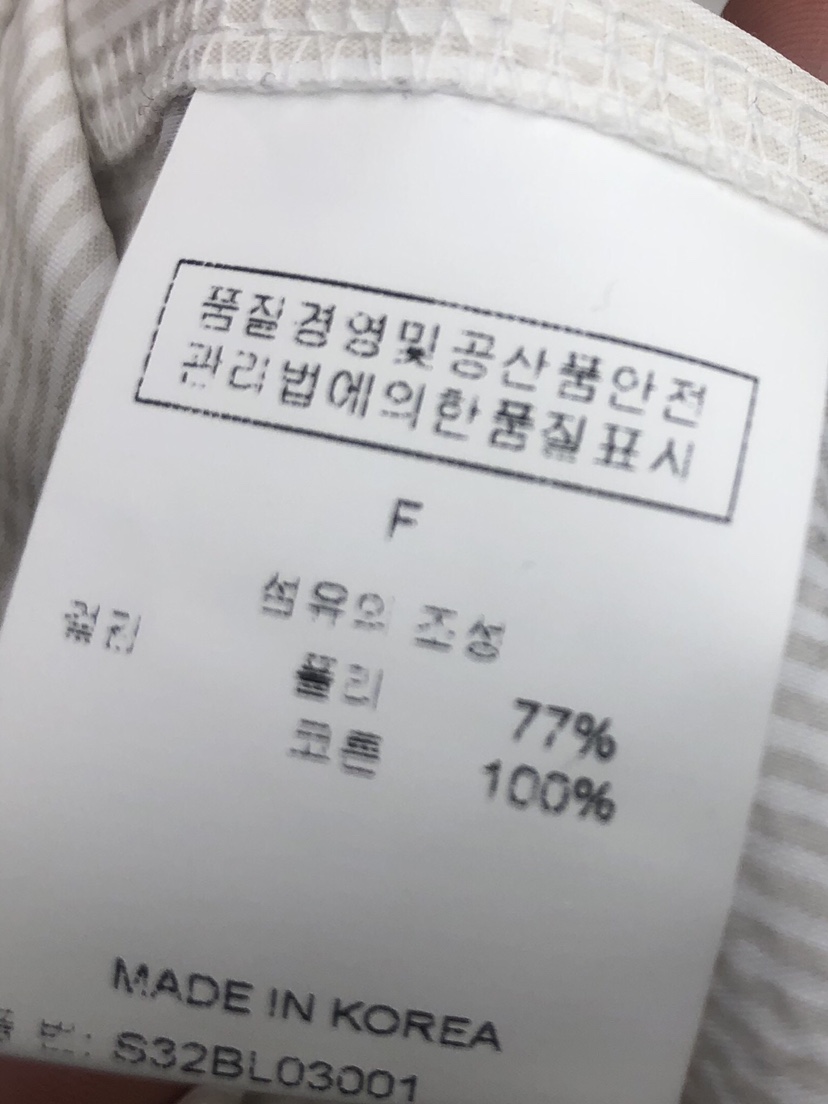 품질경영및공산품안전
관리법에의한품질표시
F
섬유의 조성
겉감
폴리 77%
코튼 100%
MADE IN KOREA
번: S32BL03001